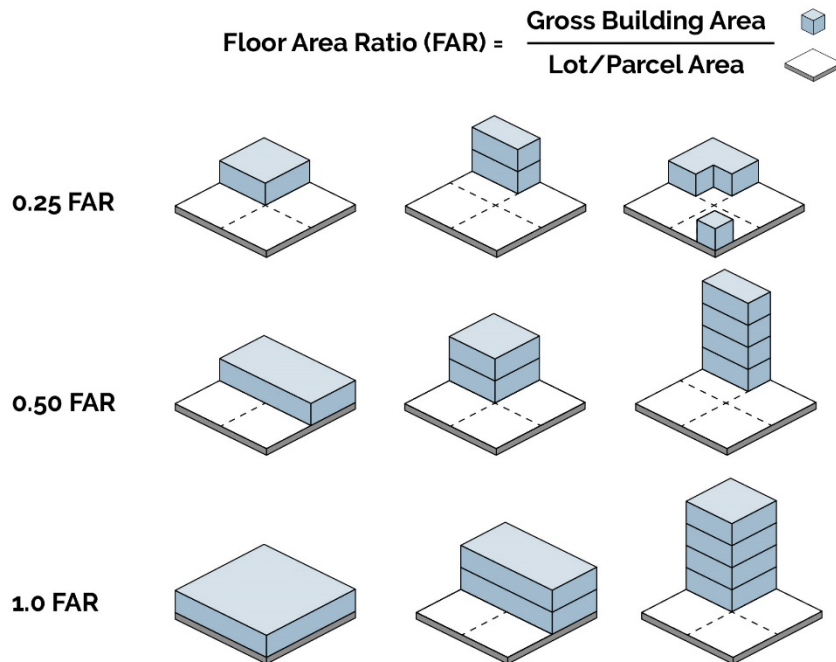 Floor Area Ratio (FAR) =
Gross Building Area
Lot/Parcel Area
0.25 FAR
0.50 FAR
1.0 FAR